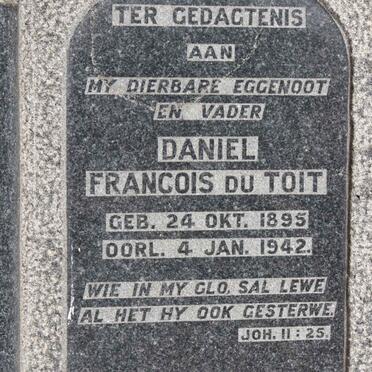 TER GEDACTENIS
AAN
MY DIERBARE EGGENOOT
EN VADER
DANIEL
FRANCOIS DU TOIT
GEB. 24 OKT. 1895
OORL. 4 JAN. 1942.
WIE IN MY GLO, SAL LEWE
AL HET HY OOK GESTERWE.
JOH. 11:25.